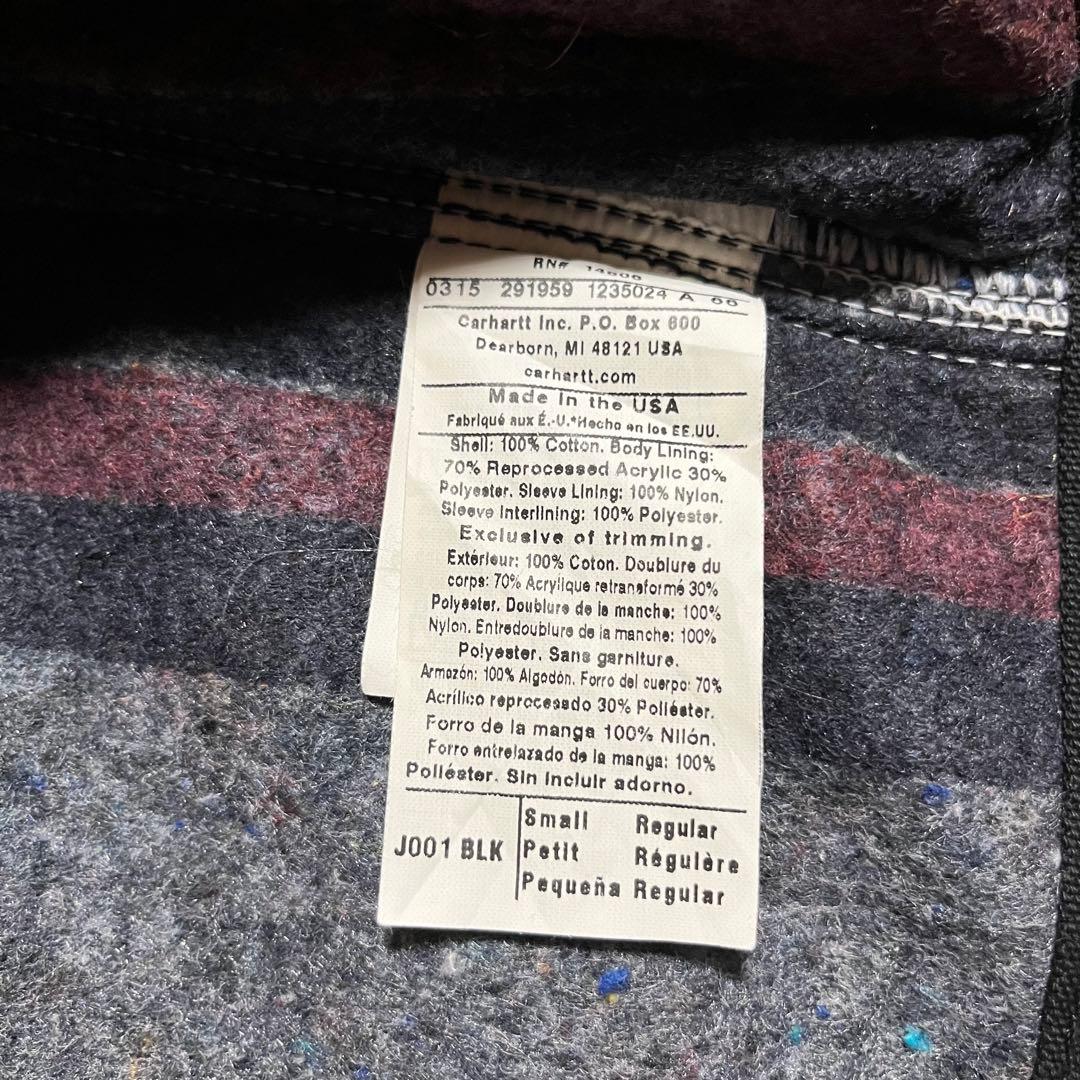 RN# 14806
0315 291959 1235024 A 66
Carhartt Inc. P.O. Box 600
Dearborn, MI 48121 USA
carhartt.com
Made in the USA
Fabriqué aux É.-U.*Hecho en los EE.UU.
Shell: 100% Cotton. Body Lining:
70% Reprocessed Acrylic 30%
Polyester. Sleeve Lining: 100% Nylon.
Sleeve Interlining: 100% Polyester.
Exclusive of trimming.
Extérieur: 100% Coton. Doublure du
corps: 70% Acrylique retransformé 30%
Polyester. Doublure de la manche: 100%
Nylon. Entredoublure de la manche: 100%
Polyester. Sans garniture.
Armazón: 100% Algodón. Forro del cuerpo: 70%
Acrílico reprocesado 30% Poliéster.
Forro de la manga 100% Nilón.
Forro entrelazado de la manga: 100%
Poliéster. Sin incluir adorno.
J001 BLK
Small Regular
Petit Régulère
Pequeña Regular